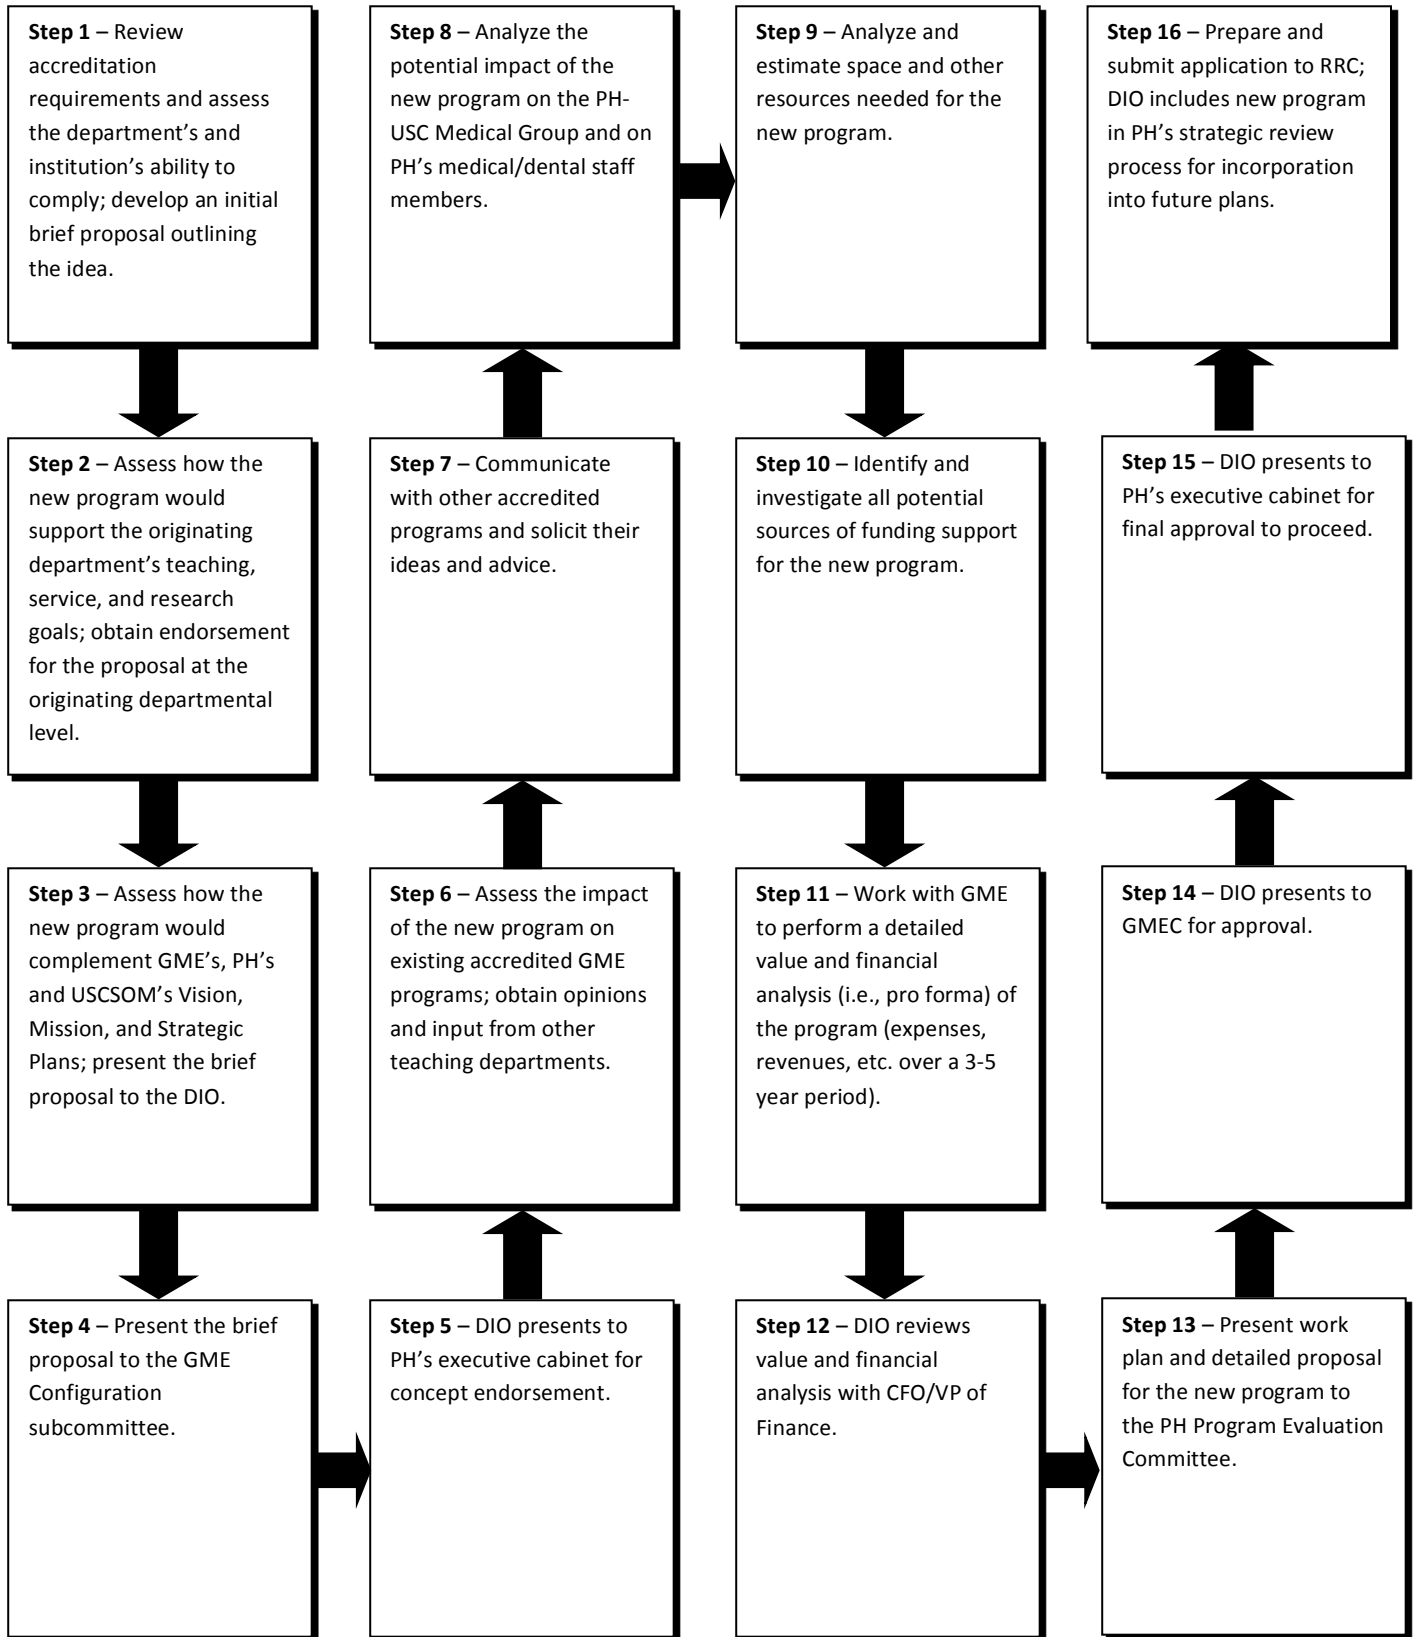 Step 1 – Review
accreditation
requirements and assess
the department's and
institution's ability to
comply; develop an initial
brief proposal outlining
the idea.
Step 2 – Assess how the
new program would
support the originating
department's teaching,
service, and research
goals; obtain endorsement
for the proposal at the
originating departmental
level.
Step 3 – Assess how the
new program would
complement GME's, PH's
and USCSOM's Vision,
Mission, and Strategic
Plans; present the brief
proposal to the DIO.
Step 4 – Present the brief
proposal to the GME
Configuration
subcommittee.
Step 5 – DIO presents to
PH's executive cabinet for
concept endorsement.
Step 6 – Assess the impact
of the new program on
existing accredited GME
programs; obtain opinions
and input from other
teaching departments.
Step 7 – Communicate
with other accredited
programs and solicit their
ideas and advice.
Step 8 – Analyze the
potential impact of the
new program on the PH-
USC Medical Group and on
PH's medical/dental staff
members.
Step 9 – Analyze and
estimate space and other
resources needed for the
new program.
Step 10 – Identify and
investigate all potential
sources of funding support
for the new program.
Step 11 – Work with GME
to perform a detailed
value and financial
analysis (i.e., pro forma) of
the program (expenses,
revenues, etc. over a 3-5
year period).
Step 12 – DIO reviews
value and financial
analysis with CFO/VP of
Finance.
Step 13 – Present work
plan and detailed proposal
for the new program to
the PH Program Evaluation
Committee.
Step 14 – DIO presents to
GMEC for approval.
Step 15 – DIO presents to
PH's executive cabinet for
final approval to proceed.
Step 16 – Prepare and
submit application to RRC;
DIO includes new program
in PH's strategic review
process for incorporation
into future plans.